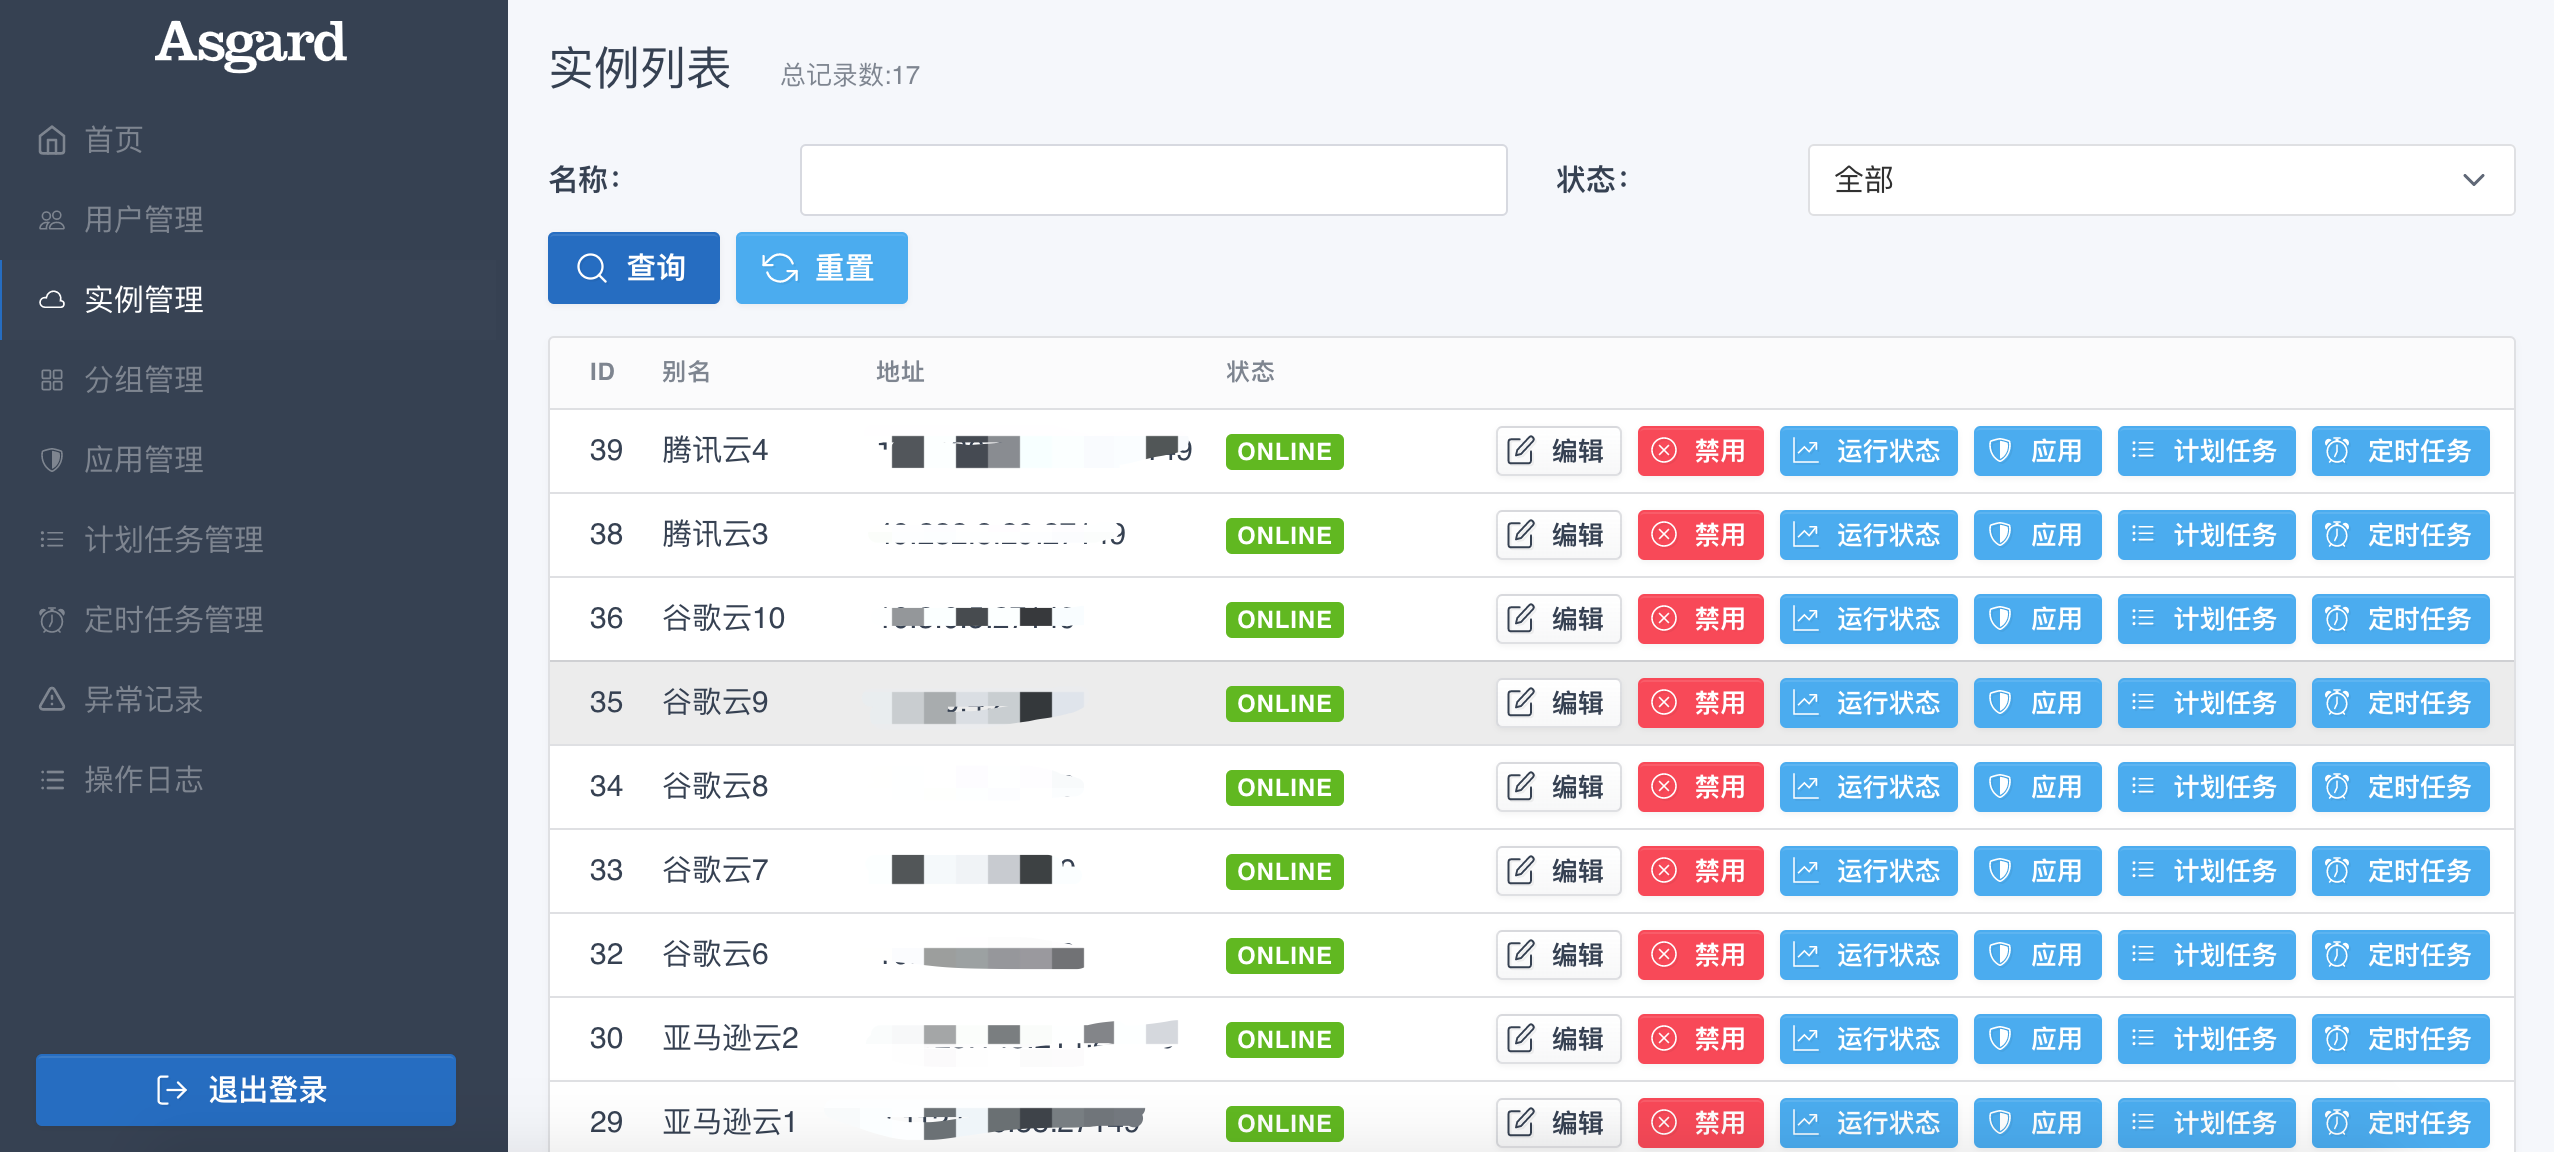 Asgard
首页
用户管理
实例管理
分组管理
应用管理
计划任务管理
定时任务管理
异常记录
操作日志
退出登录
实例列表 总记录数:17
名称: 状态: 全部
查询 重置
ID 别名 地址 状态
39 腾讯云4 ONLINE 编辑 禁用 运行状态 应用 计划任务 定时任务
38 腾讯云3 ONLINE 编辑 禁用 运行状态 应用 计划任务 定时任务
36 谷歌云10 ONLINE 编辑 禁用 运行状态 应用 计划任务 定时任务
35 谷歌云9 ONLINE 编辑 禁用 运行状态 应用 计划任务 定时任务
34 谷歌云8 ONLINE 编辑 禁用 运行状态 应用 计划任务 定时任务
33 谷歌云7 ONLINE 编辑 禁用 运行状态 应用 计划任务 定时任务
32 谷歌云6 ONLINE 编辑 禁用 运行状态 应用 计划任务 定时任务
30 亚马逊云2 ONLINE 编辑 禁用 运行状态 应用 计划任务 定时任务
29 亚马逊云1 ONLINE 编辑 禁用 运行状态 应用 计划任务 定时任务